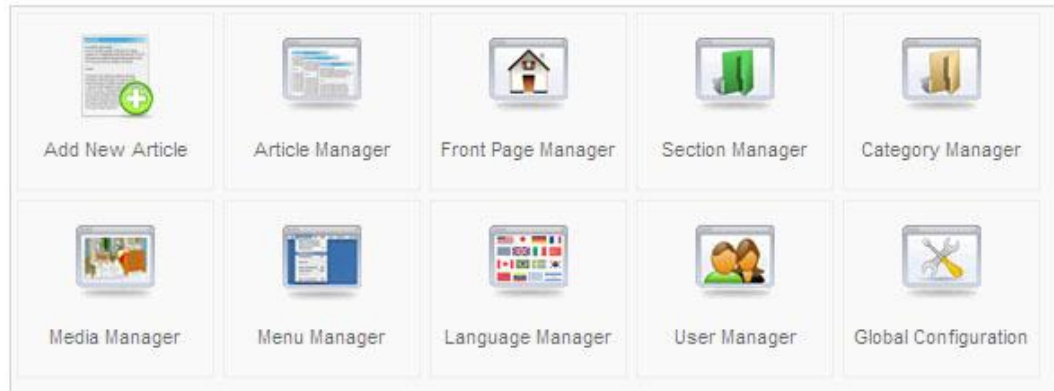 Add New Article
Article Manager
Front Page Manager
Section Manager
Category Manager
Media Manager
Menu Manager
Language Manager
User Manager
Global Configuration